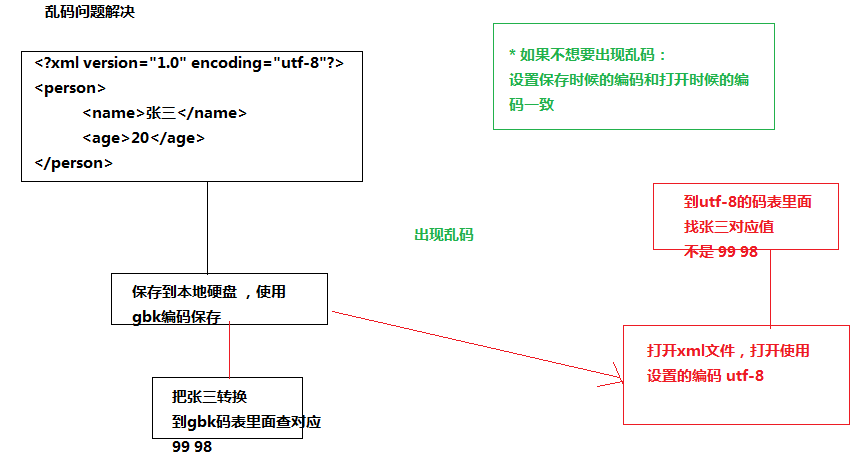 乱码问题解决
<?xml version="1.0" encoding="utf-8"?>
<person>
<name>张三</name>
<age>20</age>
</person>
* 如果不想要出现乱码：
设置保存时候的编码和打开时候的编
码一致
到utf-8的码表里面
找张三对应值
不是 99 98
出现乱码
保存到本地硬盘 ，使用
gbk编码保存
打开xml文件，打开使用
设置的编码 utf-8
把张三转换
到gbk码表里面查对应
99 98